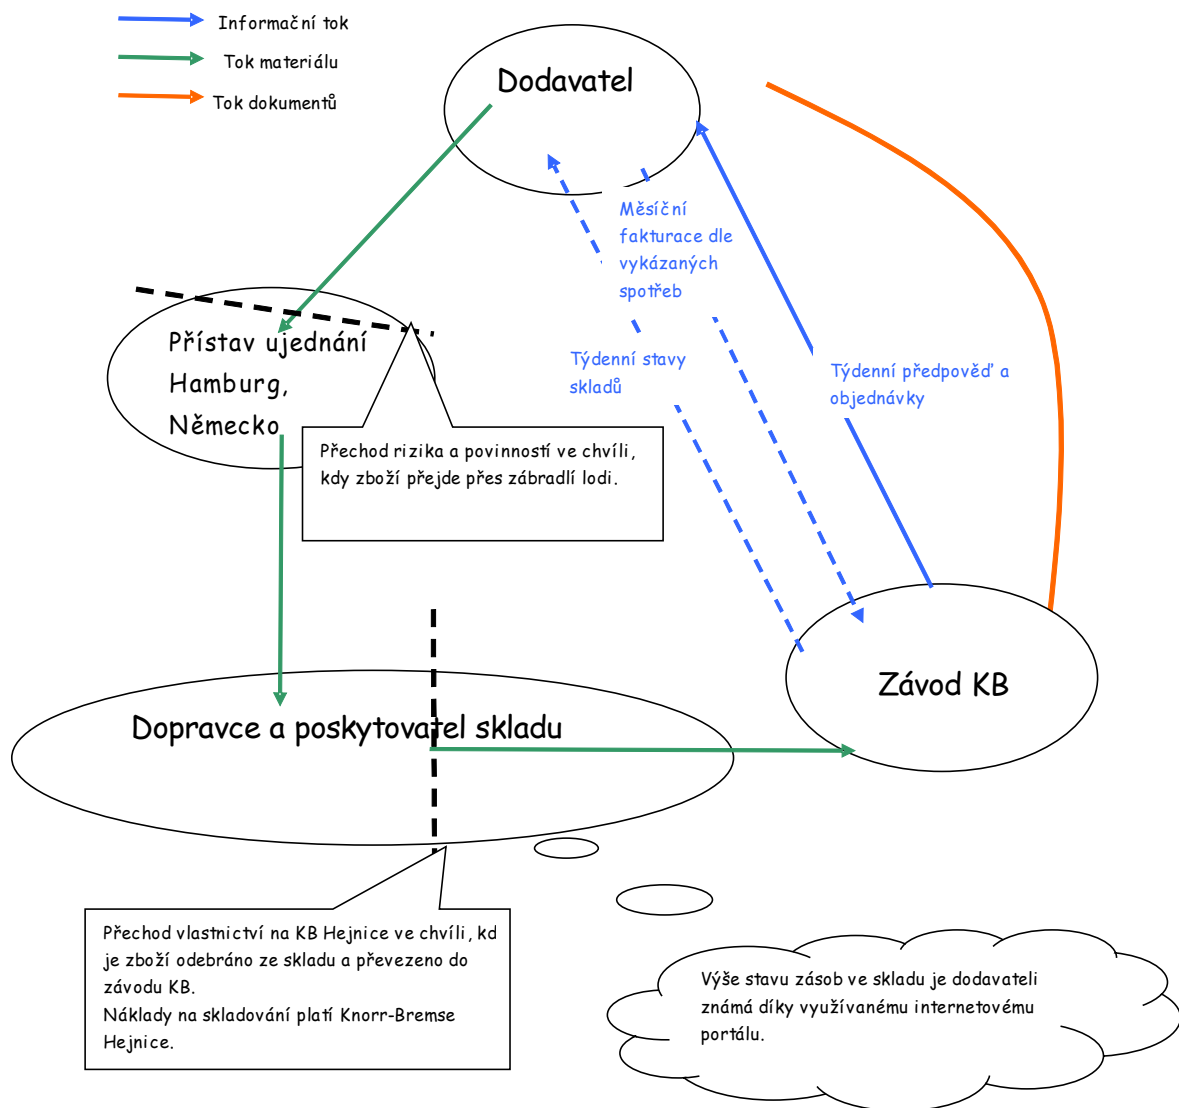 Informační tok
Tok materiálu
Tok dokumentů
Dodavatel
Měsíční
fakturace dle
vykázaných
spotřeb
Přístav ujednání
Hamburg,
Německo
Týdenní stavy
skladů
Týdenní předpověď a
objednávky
Přechod rizika a povinností ve chvíli,
kdy zboží přejde přes zábradlí lodi.
Závod KB
Dopravce a poskytovatel skladu
Přechod vlastnictví na KB Hejnice ve chvíli, kd
je zboží odebráno ze skladu a převezeno do
závodu KB.
Náklady na skladování platí Knorr-Bremse
Hejnice.
Výše stavu zásob ve skladu je dodavateli
známá díky využívanému internetovému
portálu.